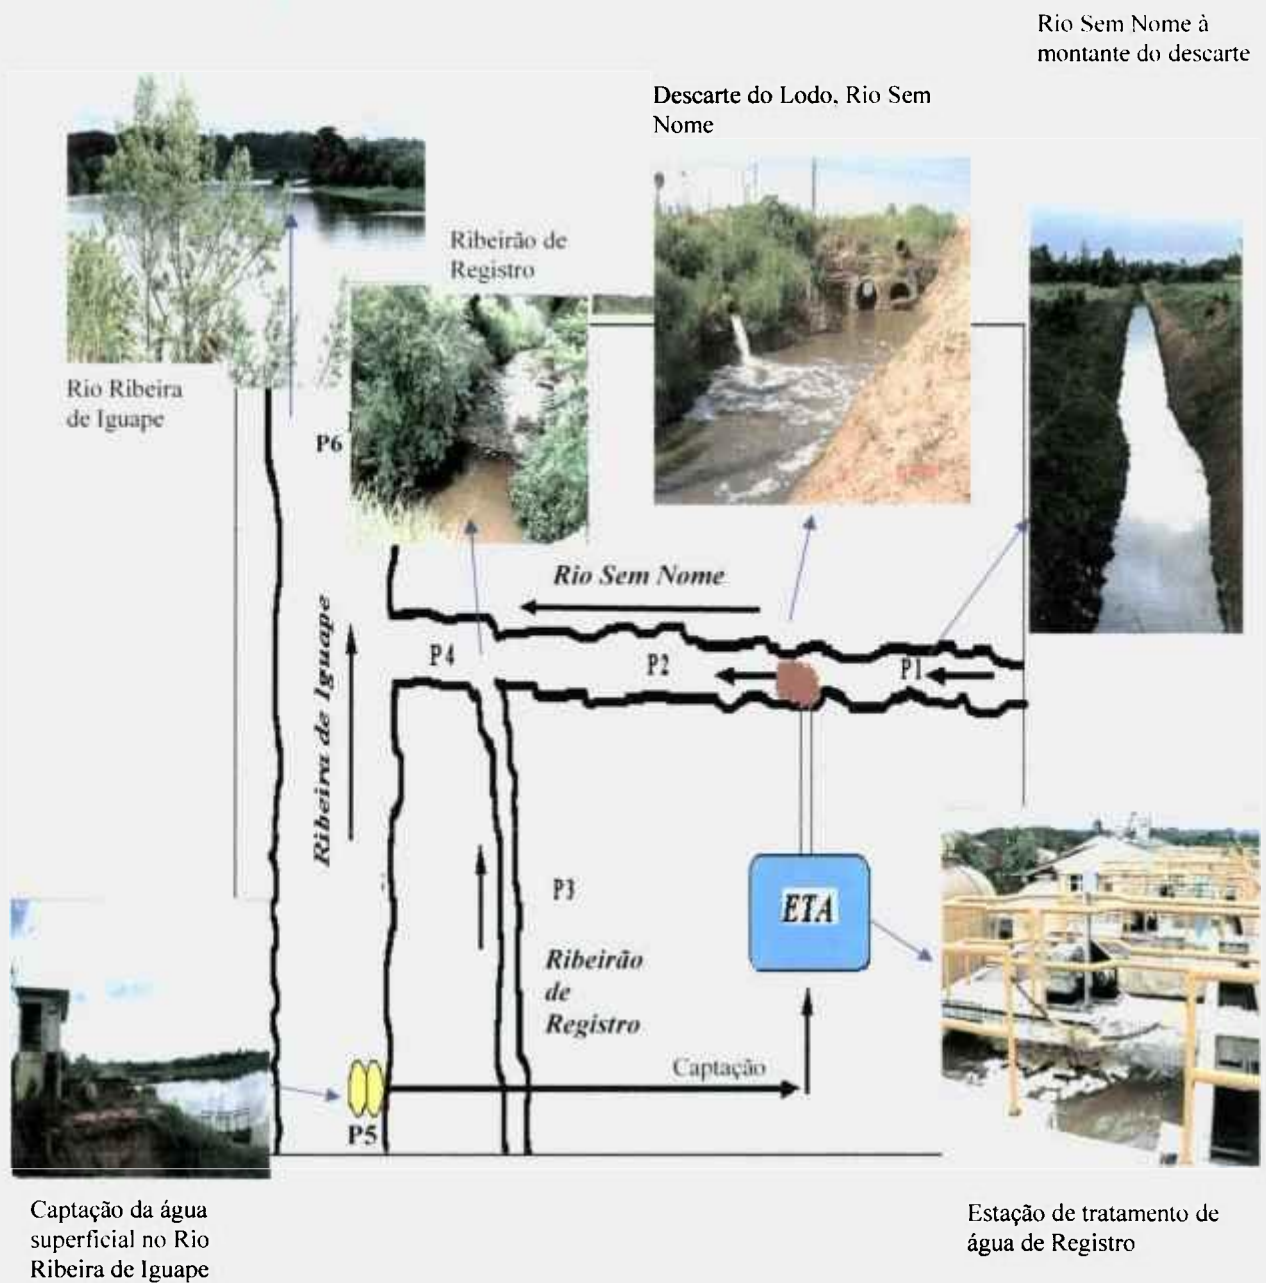 Rio Sem Nome à
montante do descarte
Descarte do Lodo, Rio Sem
Nome
Ribeirão de
Registro
Rio Ribeira
de Iguape
P6
Rio Sem Nome
P4
P2
P1
Ribeira de Iguape
P3
ETA
Ribeirão
de
Registro
Captação
P5
Captação da água
superficial no Rio
Ribeira de Iguape
Estação de tratamento de
água de Registro